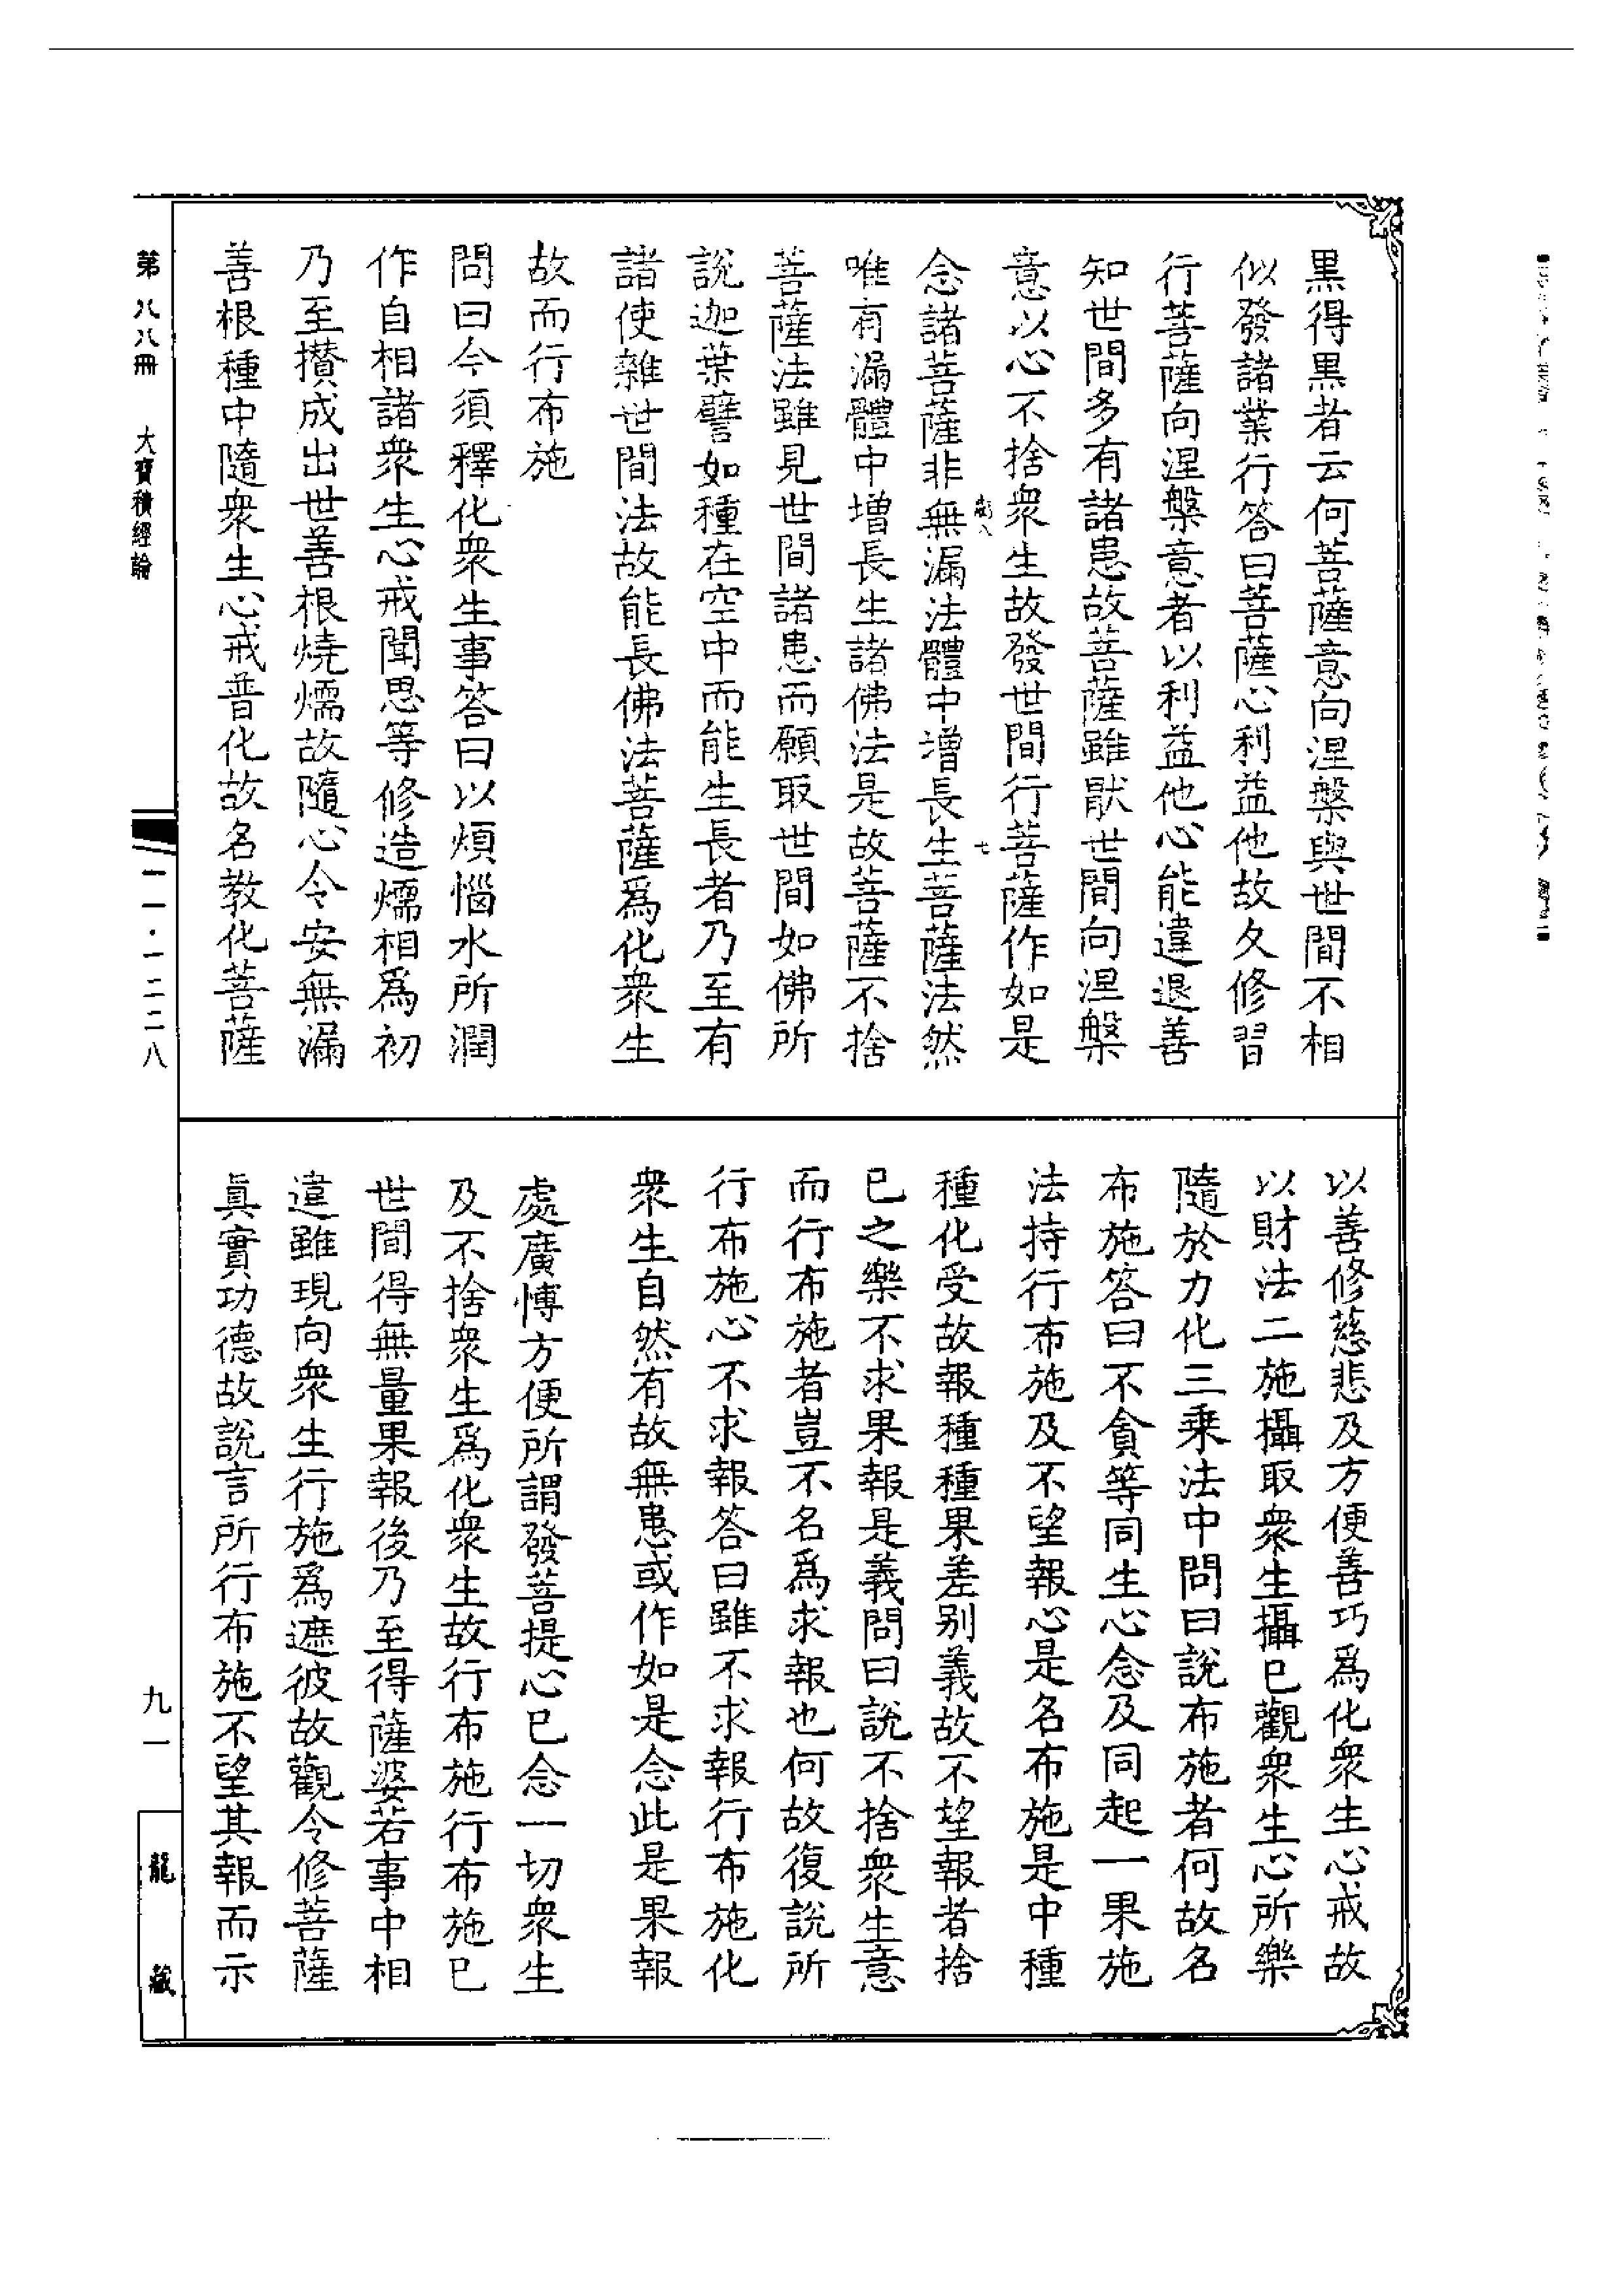 黒得黒者云何菩薩意向涅槃與世間不相
似發諸業行答曰菩薩心利益他故久修習
行菩薩向涅槃意者以利益他心能違退善
知世間多有諸患故菩薩雖猒世間向涅槃
意以心不捨衆生故發世間行菩薩作如是
念諸菩薩非無漏法體中增長生菩薩法然
唯有漏體中增長生諸佛法是故菩薩不捨
菩薩法雖見世間諸患而願取世間如佛所
說迦葉譬如種在空中而能生長者乃至有
諸使雜世間法故能長佛法菩薩爲化衆生
故而行布施
問曰今須釋化衆生事答曰以煩惱水所潤
作自相諸衆生心戒聞思等修造㷉相爲初
乃至攅成出世善根燒㷉故隨心令安無漏
善根種中隨衆生心戒普化故名教化菩薩
以善修慈悲及方便善巧爲化衆生心戒故
以財法二施攝取衆生攝已觀衆生心所樂
隨於力化三乗法中問曰說布施者何故名
布施答曰不貪等同生心念及同起一果施
法持行布施及不望報心是名布施是中種
種化受故報種種果差别義故不望報者捨
已之樂不求果報是義問曰說不捨衆生意
而行布施者豈不名爲求報也何故復說所
行布施心不求報答曰雖不求報行布施化
衆生自然有故無患或作如是念此是果報
處廣愽方便所謂發菩提心已念一切衆生
及不捨衆生爲化衆生故行布施行布施已
世間得無量果報後乃至得薩婆若事中相
違雖現向衆生行施爲遮彼故觀令修菩薩
眞實功德故說言所行布施不望其報而示
第八八冊 大寶積經論
一一·一二二八
九一
龍藏